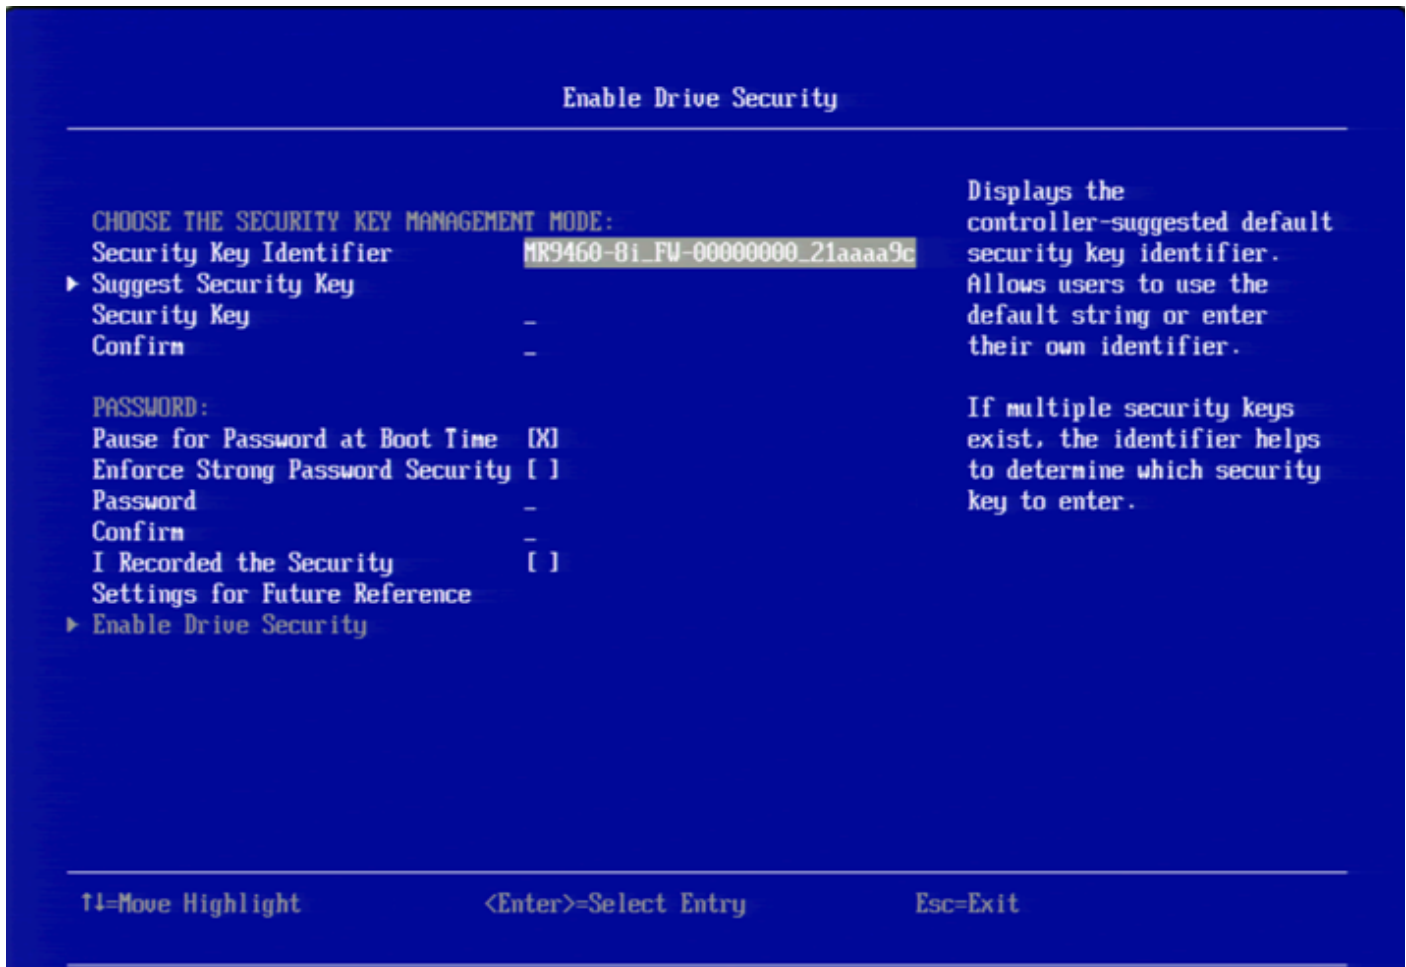 Enable Drive Security
CHOOSE THE SECURITY KEY MANAGEMENT MODE:
Security Key Identifier MR9460-8i_FW-00000000_21aaaa9c
▶ Suggest Security Key
Security Key _
Confirm _
PASSWORD:
Pause for Password at Boot Time [X]
Enforce Strong Password Security [ ]
Password _
Confirm _
I Recorded the Security [ ]
Settings for Future Reference
▶ Enable Drive Security
Displays the
controller-suggested default
security key identifier.
Allows users to use the
default string or enter
their own identifier.
If multiple security keys
exist, the identifier helps
to determine which security
key to enter.
↑↓=Move Highlight <Enter>=Select Entry Esc=Exit